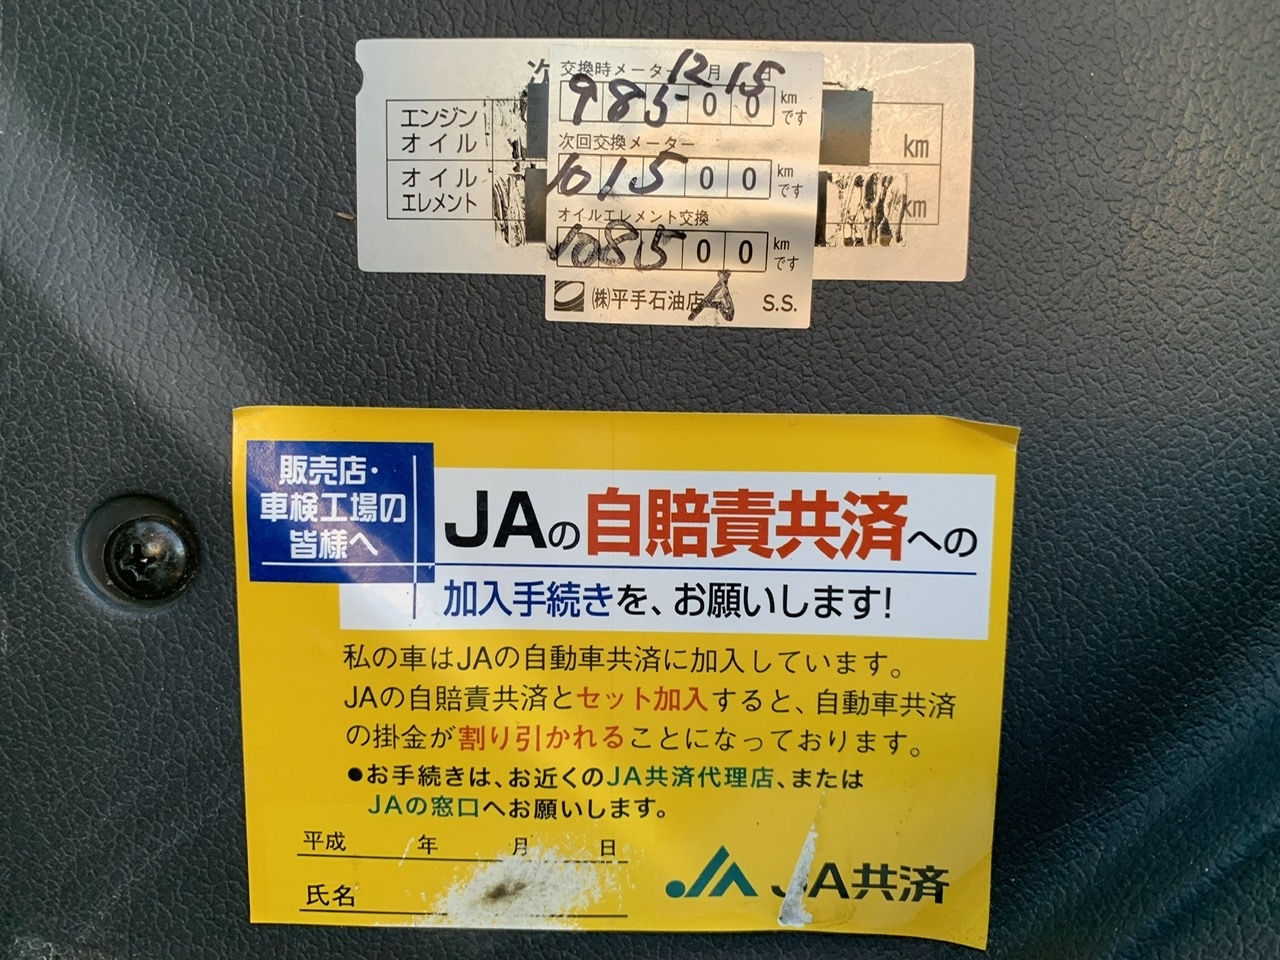 次
交換時メーター 12月15日
98500 kmです
エンジンオイル km
次回交換メーター
101500 kmです
オイルエレメント km
オイルエレメント交換
108500 kmです
㈱平手石油店 A S.S.
販売店・
車検工場の
皆様へ
JAの自賠責共済への
加入手続きを、お願いします!
私の車はJAの自動車共済に加入しています。
JAの自賠責共済とセット加入すると、自動車共済
の掛金が割り引かれることになっております。
●お手続きは、お近くのJA共済代理店、または
JAの窓口へお願いします。
平成 年 月 日
氏名
JA共済